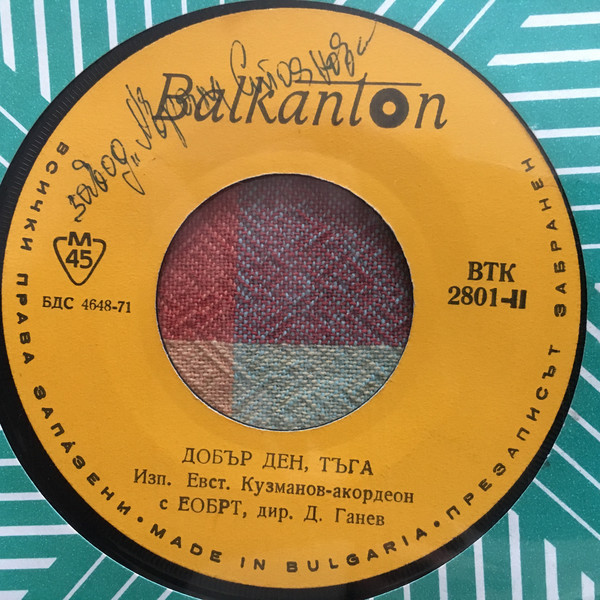 завод „
Balkanton
M
45
БДС 4648-71
ВТК
2801-II
ДОБЪР ДЕН, ТЪГА
Изп. Евст. Кузманов-акордеон
с ЕОБРТ, дир. Д. Ганев
ВСИЧКИ ПРАВА ЗАПАЗЕНИ • MADE IN BULGARIA • ПРЕЗАПИСЪТ ЗАБРАНЕН